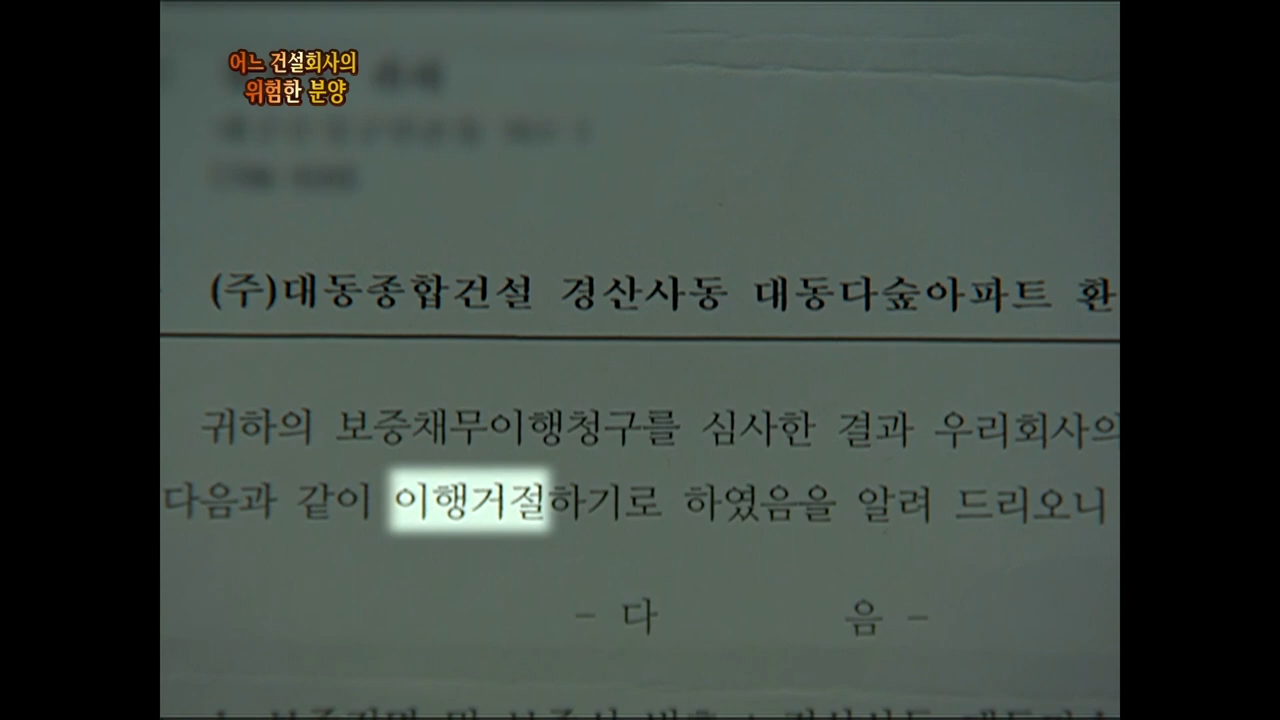 어느 건설회사의
위험한 분양
(주)대동종합건설 경산사동 대동다숲아파트 환
귀하의 보증채무이행청구를 심사한 결과 우리회사의
다음과 같이 이행거절하기로 하였음을 알려 드리오니
- 다 음 -